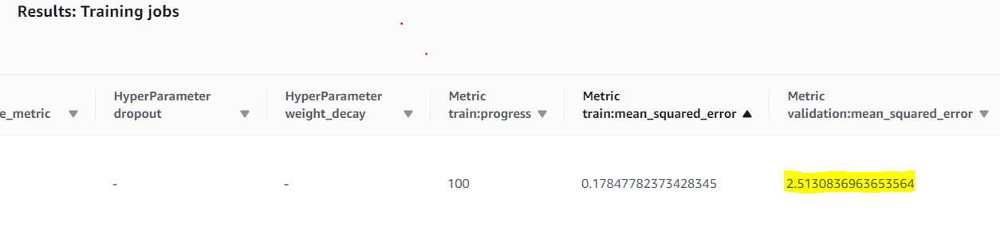 Results: Training jobs
HyperParameter HyperParameter Metric Metric Metric
e_metric dropout weight_decay train:progress train:mean_squared_error validation:mean_squared_error
- - 100 0.17847782373428345 2.5130836963653564